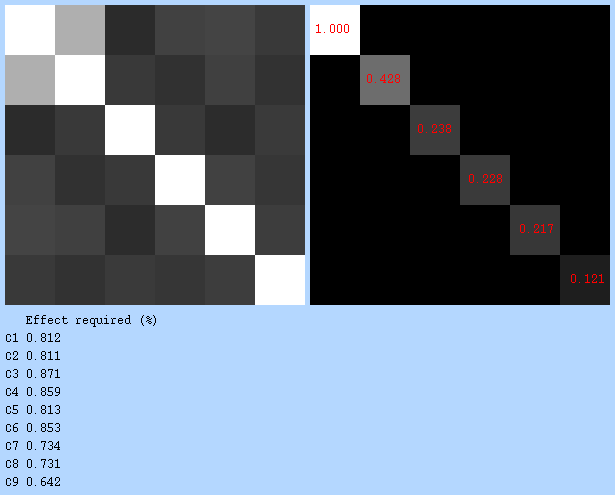 1.000
0.428
0.238
0.228
0.217
0.121
Effect required (%)
c1 0.812
c2 0.811
c3 0.871
c4 0.859
c5 0.813
c6 0.853
c7 0.734
c8 0.731
c9 0.642